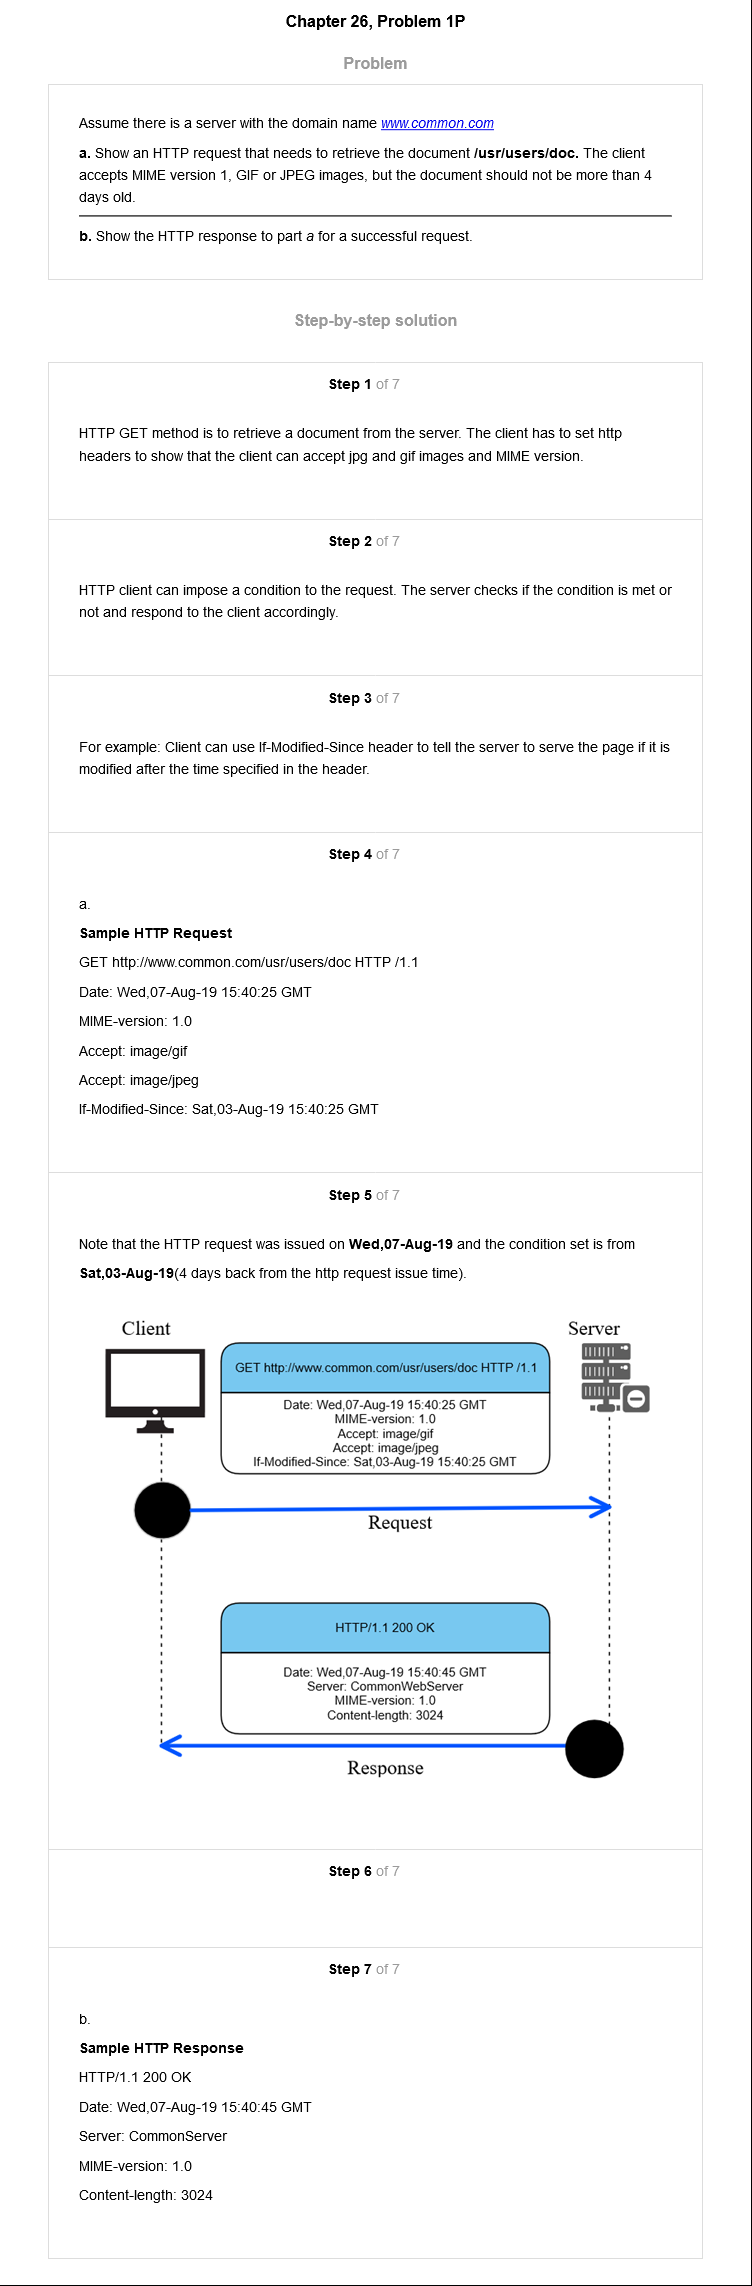 Chapter 26, Problem 1P
Problem
Assume there is a server with the domain name www.common.com
a. Show an HTTP request that needs to retrieve the document /usr/users/doc. The client
accepts MIME version 1, GIF or JPEG images, but the document should not be more than 4
days old.
b. Show the HTTP response to part a for a successful request.
Step-by-step solution
Step 1 of 7
HTTP GET method is to retrieve a document from the server. The client has to set http
headers to show that the client can accept jpg and gif images and MIME version.
Step 2 of 7
HTTP client can impose a condition to the request. The server checks if the condition is met or
not and respond to the client accordingly.
Step 3 of 7
For example: Client can use If-Modified-Since header to tell the server to serve the page if it is
modified after the time specified in the header.
Step 4 of 7
a.
Sample HTTP Request
GET http://www.common.com/usr/users/doc HTTP /1.1
Date: Wed,07-Aug-19 15:40:25 GMT
MIME-version: 1.0
Accept: image/gif
Accept: image/jpeg
If-Modified-Since: Sat,03-Aug-19 15:40:25 GMT
Step 5 of 7
Note that the HTTP request was issued on Wed,07-Aug-19 and the condition set is from
Sat,03-Aug-19(4 days back from the http request issue time).
Client
Server
GET http://www.common.com/usr/users/doc HTTP /1.1
Date: Wed,07-Aug-19 15:40:25 GMT
MIME-version: 1.0
Accept: image/gif
Accept: image/jpeg
If-Modified-Since: Sat,03-Aug-19 15:40:25 GMT
Request
HTTP/1.1 200 OK
Date: Wed,07-Aug-19 15:40:45 GMT
Server: CommonWebServer
MIME-version: 1.0
Content-length: 3024
Response
Step 6 of 7
Step 7 of 7
b.
Sample HTTP Response
HTTP/1.1 200 OK
Date: Wed,07-Aug-19 15:40:45 GMT
Server: CommonServer
MIME-version: 1.0
Content-length: 3024